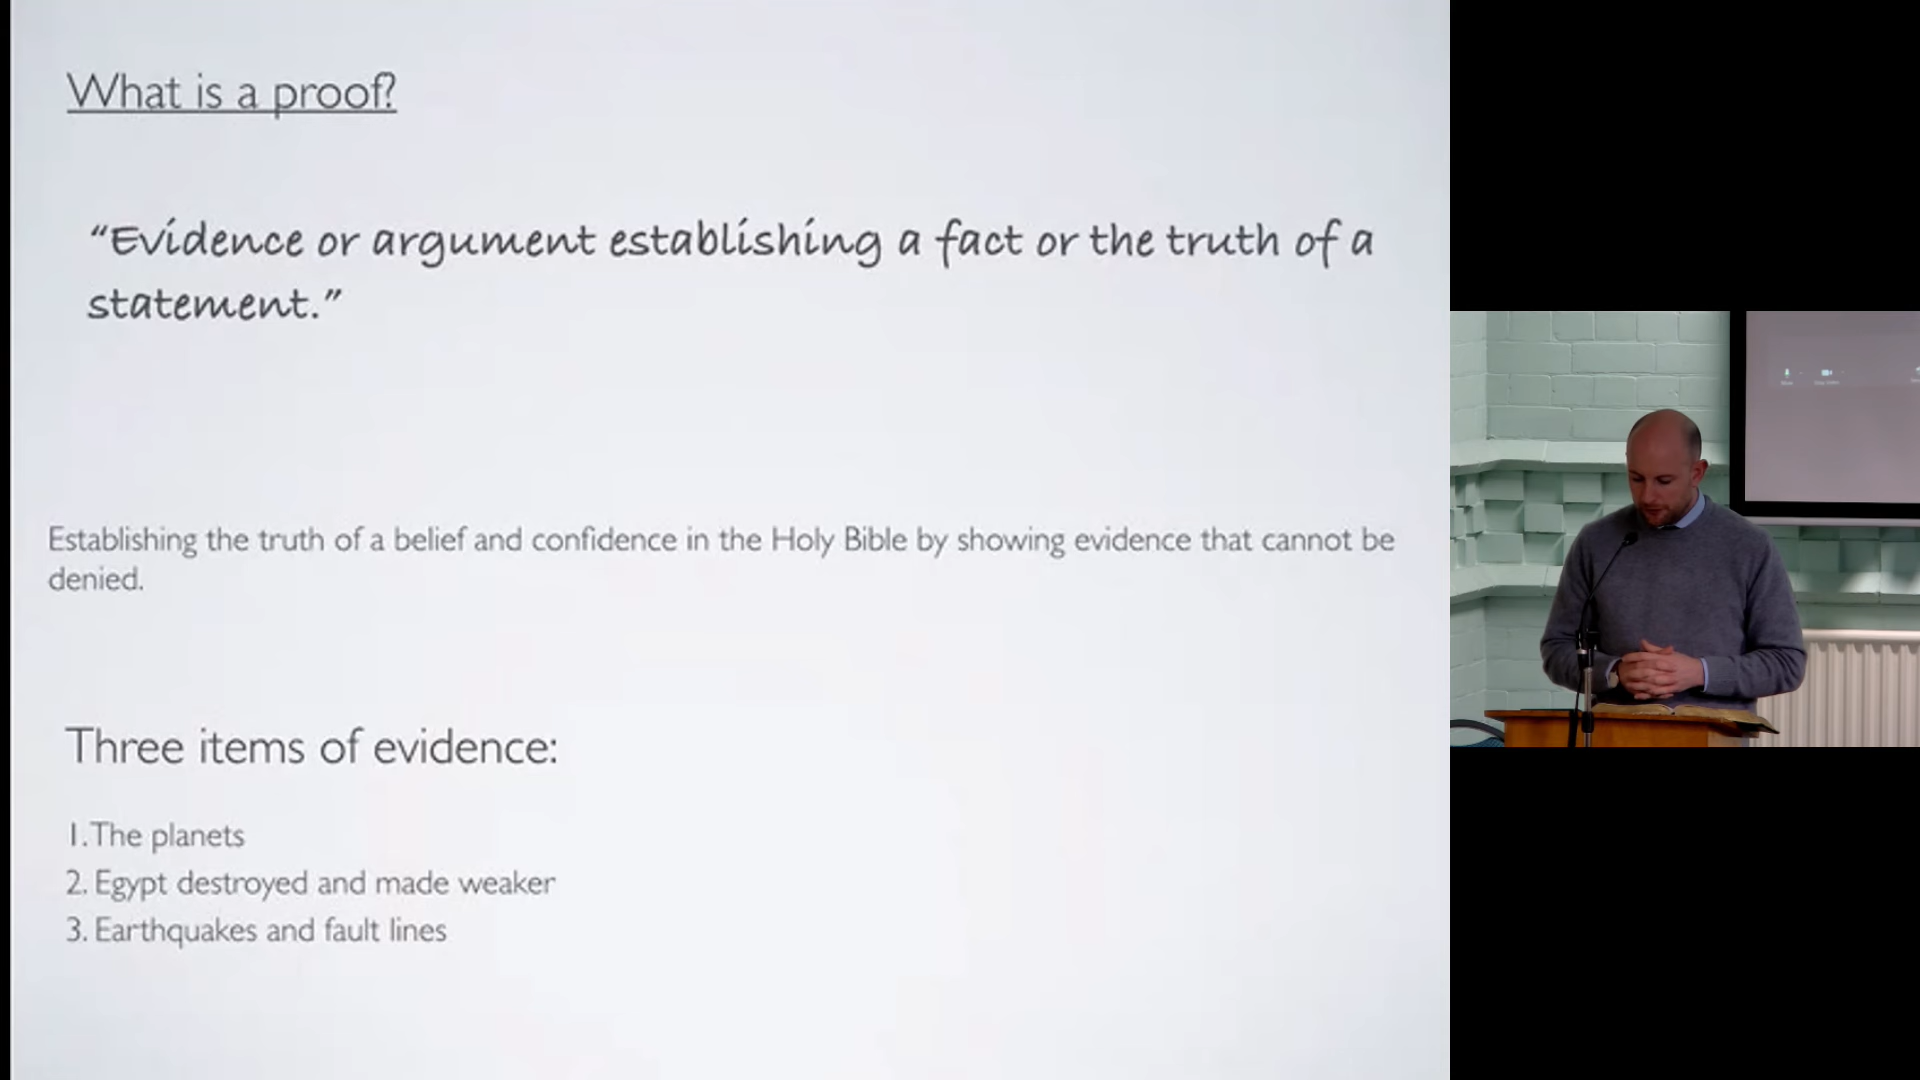 What is a proof?
“Evidence or argument establishing a fact or the truth of a
statement.”
Establishing the truth of a belief and confidence in the Holy Bible by showing evidence that cannot be
denied.
Three items of evidence:
1. The planets
2. Egypt destroyed and made weaker
3. Earthquakes and fault lines